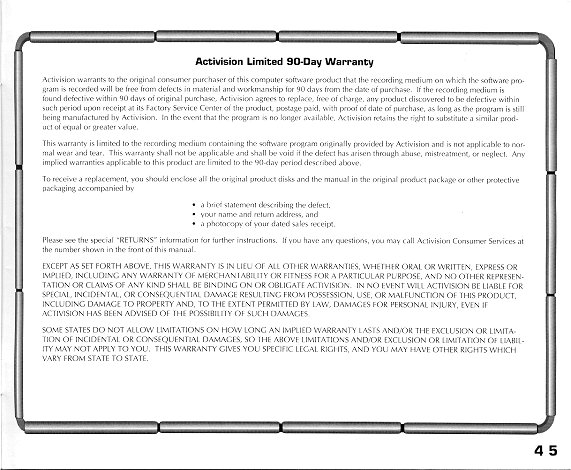 Activision Limited 90-Day Warranty
Activision warrants to the original consumer purchaser of this computer software product that the recording medium on which the software pro-
gram is recorded will be free from defects in material and workmanship for 90 days from the date of purchase. If the recording medium is
found defective within 90 days of original purchase, Activision agrees to replace, free of charge, any product discovered to be defective within
such period upon receipt at its Factory Service Center of the product, postage paid, with proof of date of purchase, as long as the program is still
being manufactured by Activision. In the event that the program is no longer available, Activision retains the right to substitute a similar prod-
uct of equal or greater value.
This warranty is limited to the recording medium containing the software program originally provided by Activision and is not applicable to nor-
mal wear and tear. This warranty shall not be applicable and shall be void if the defect has arisen through abuse, mistreatment, or neglect. Any
implied warranties applicable to this product are limited to the 90-day period described above.
To receive a replacement, you should enclose all the original product disks and the manual in the original product package or other protective
packaging accompanied by
• a brief statement describing the defect,
• your name and return address, and
• a photocopy of your dated sales receipt.
Please see the special "RETURNS" information for further instructions. If you have any questions, you may call Activision Consumer Services at
the number shown in the front of this manual.
EXCEPT AS SET FORTH ABOVE, THIS WARRANTY IS IN LIEU OF ALL OTHER WARRANTIES, WHETHER ORAL OR WRITTEN, EXPRESS OR
IMPLIED, INCLUDING ANY WARRANTY OF MERCHANTABILITY OR FITNESS FOR A PARTICULAR PURPOSE, AND NO OTHER REPRESEN-
TATION OR CLAIMS OF ANY KIND SHALL BE BINDING ON OR OBLIGATE ACTIVISION. IN NO EVENT WILL ACTIVISION BE LIABLE FOR
SPECIAL, INCIDENTAL, OR CONSEQUENTIAL DAMAGE RESULTING FROM POSSESSION, USE, OR MALFUNCTION OF THIS PRODUCT,
INCLUDING DAMAGE TO PROPERTY AND, TO THE EXTENT PERMITTED BY LAW, DAMAGES FOR PERSONAL INJURY, EVEN IF
ACTIVISION HAS BEEN ADVISED OF THE POSSIBILITY OF SUCH DAMAGES.
SOME STATES DO NOT ALLOW LIMITATIONS ON HOW LONG AN IMPLIED WARRANTY LASTS AND/OR THE EXCLUSION OR LIMITA-
TION OF INCIDENTAL OR CONSEQUENTIAL DAMAGES, SO THE ABOVE LIMITATIONS AND/OR EXCLUSION OR LIMITATION OF LIABIL-
ITY MAY NOT APPLY TO YOU. THIS WARRANTY GIVES YOU SPECIFIC LEGAL RIGHTS, AND YOU MAY HAVE OTHER RIGHTS WHICH
VARY FROM STATE TO STATE.
4 5